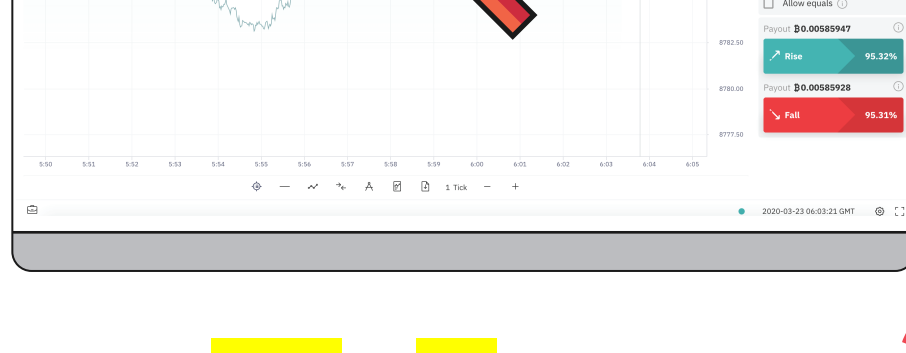 Allow equals
Payout ₿0.00585947
8782.50
Rise 95.32%
8780.00
Payout ₿0.00585928
Fall 95.31%
8777.50
5:50 5:51 5:52 5:53 5:54 5:55 5:56 5:57 5:58 5:59 6:00 6:01 6:02 6:03 6:04 6:05
1 Tick
2020-03-23 06:03:21 GMT